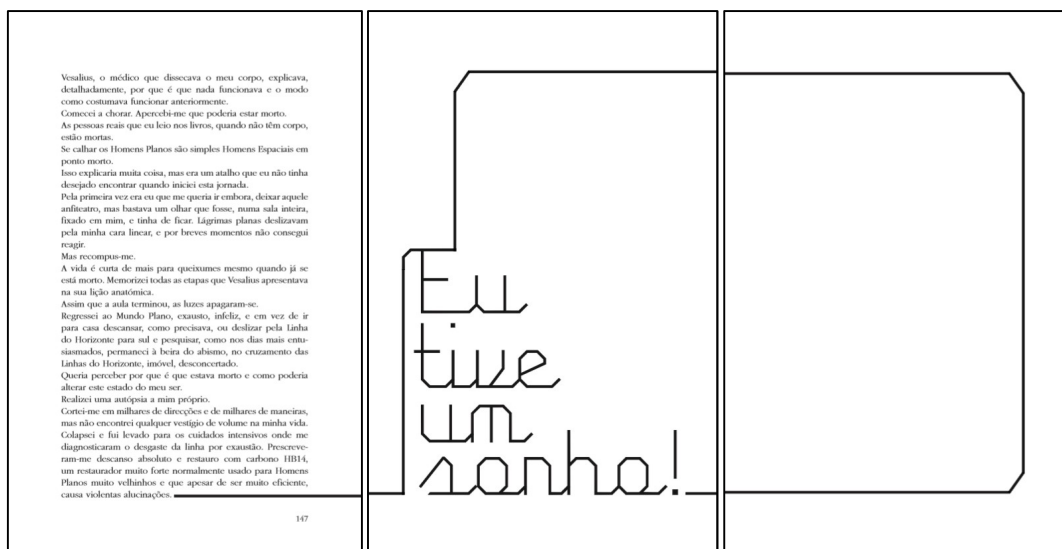 Vesalius, o médico que dissecava o meu corpo, explicava,
detalhadamente, por que é que nada funcionava e o modo
como costumava funcionar anteriormente.
Comecei a chorar. Apercebi-me que poderia estar morto.
As pessoas reais que eu leio nos livros, quando não têm corpo,
estão mortas.
Se calhar os Homens Planos são simples Homens Espaciais em
ponto morto.
Isso explicaria muita coisa, mas era um atalho que eu não tinha
desejado encontrar quando iniciei esta jornada.
Pela primeira vez era eu que me queria ir embora, deixar aquele
anfiteatro, mas bastava um olhar que fosse, numa sala inteira,
fixado em mim, e tinha de ficar. Lágrimas planas deslizavam
pela minha cara linear, e por breves momentos não consegui
reagir.
Mas recompus-me.
A vida é curta de mais para queixumes mesmo quando já se
está morto. Memorizei todas as etapas que Vesalius apresentava
na sua lição anatómica.
Assim que a aula terminou, as luzes apagaram-se.
Regressei ao Mundo Plano, exausto, infeliz, e em vez de ir
para casa descansar, como precisava, ou deslizar pela Linha
do Horizonte para sul e pesquisar, como nos dias mais entu-
siasmados, permaneci à beira do abismo, no cruzamento das
Linhas do Horizonte, imóvel, desconcertado.
Queria perceber por que é que estava morto e como poderia
alterar este estado do meu ser.
Realizei uma autópsia a mim próprio.
Cortei-me em milhares de direcções e de milhares de maneiras,
mas não encontrei qualquer vestígio de volume na minha vida.
Colapsei e fui levado para os cuidados intensivos onde me
diagnosticaram o desgaste da linha por exaustão. Prescreve-
ram-me descanso absoluto e restauro com carbono HB14,
um restaurador muito forte normalmente usado para Homens
Planos muito velhinhos e que apesar de ser muito eficiente,
causa violentas alucinações.
147
Eu
tive
um
sonho!